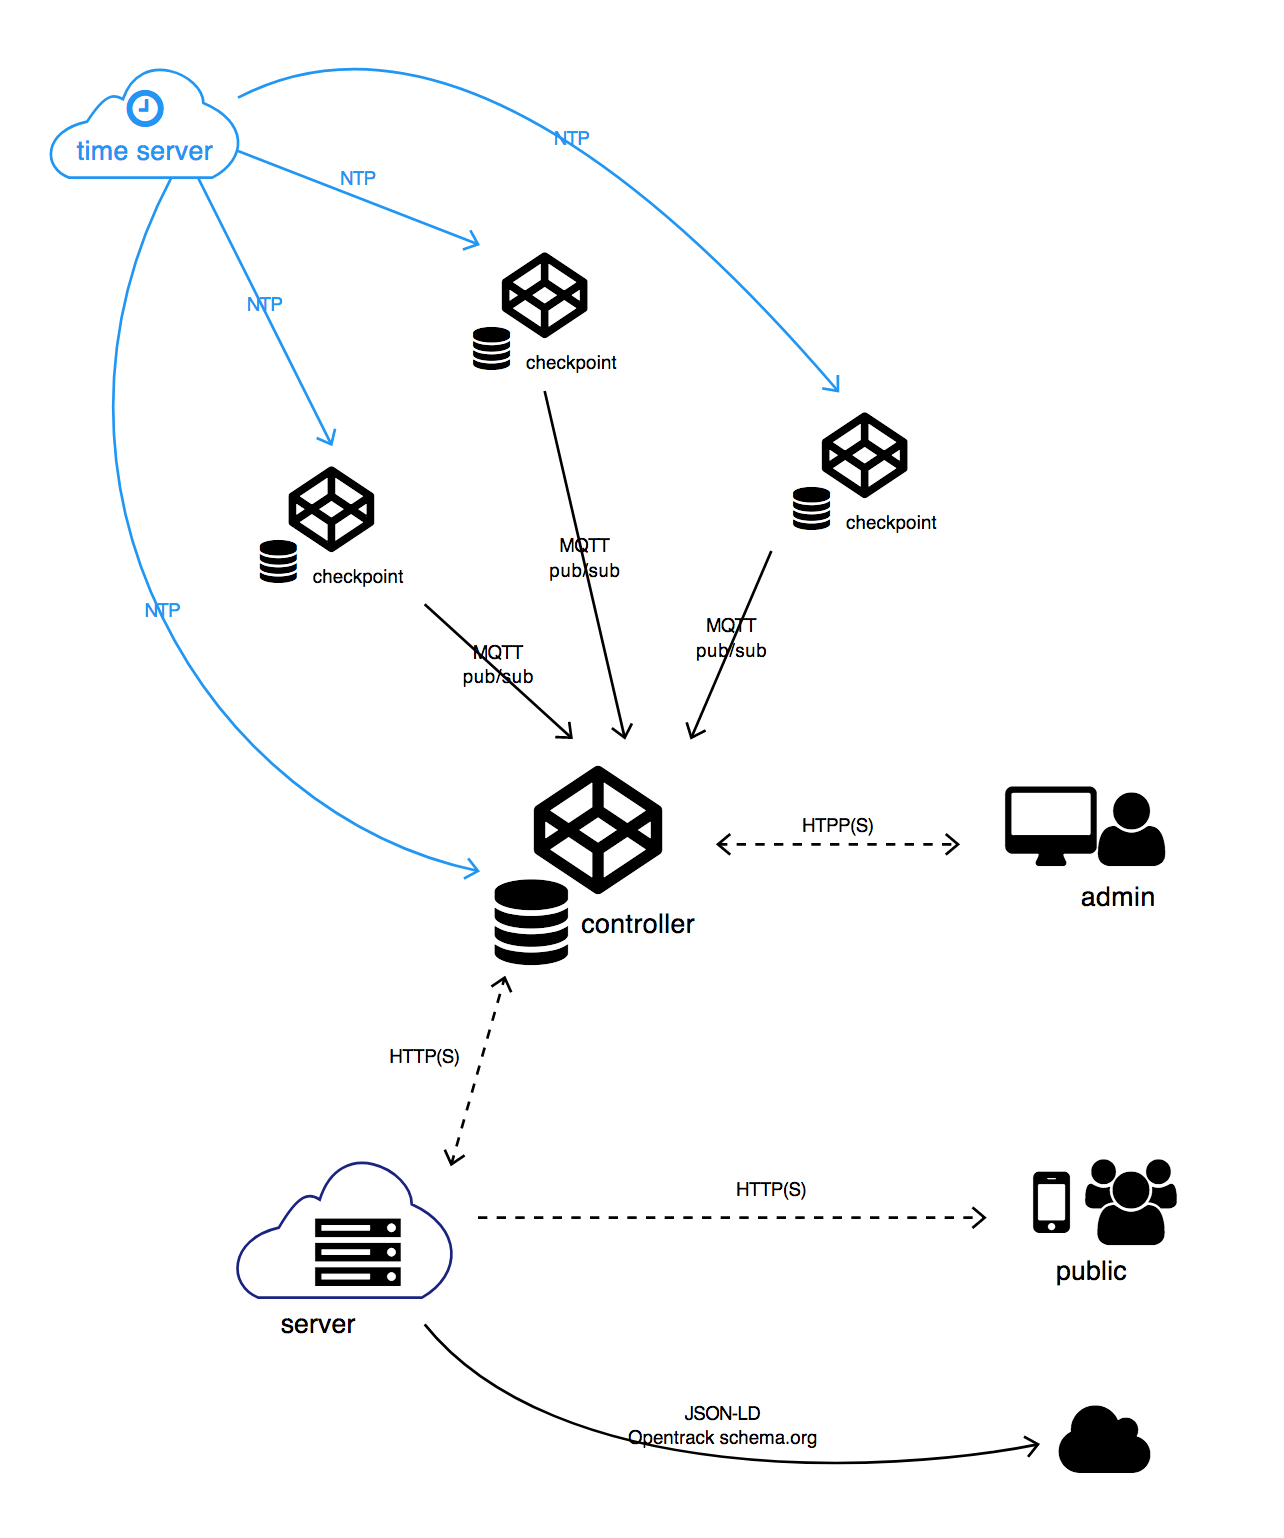 time server
NTP
NTP
NTP
checkpoint
checkpoint
MQTT
pub/sub
checkpoint
NTP
MQTT
pub/sub
MQTT
pub/sub
HTPP(S)
admin
controller
HTTP(S)
HTTP(S)
public
server
JSON-LD
Opentrack schema.org